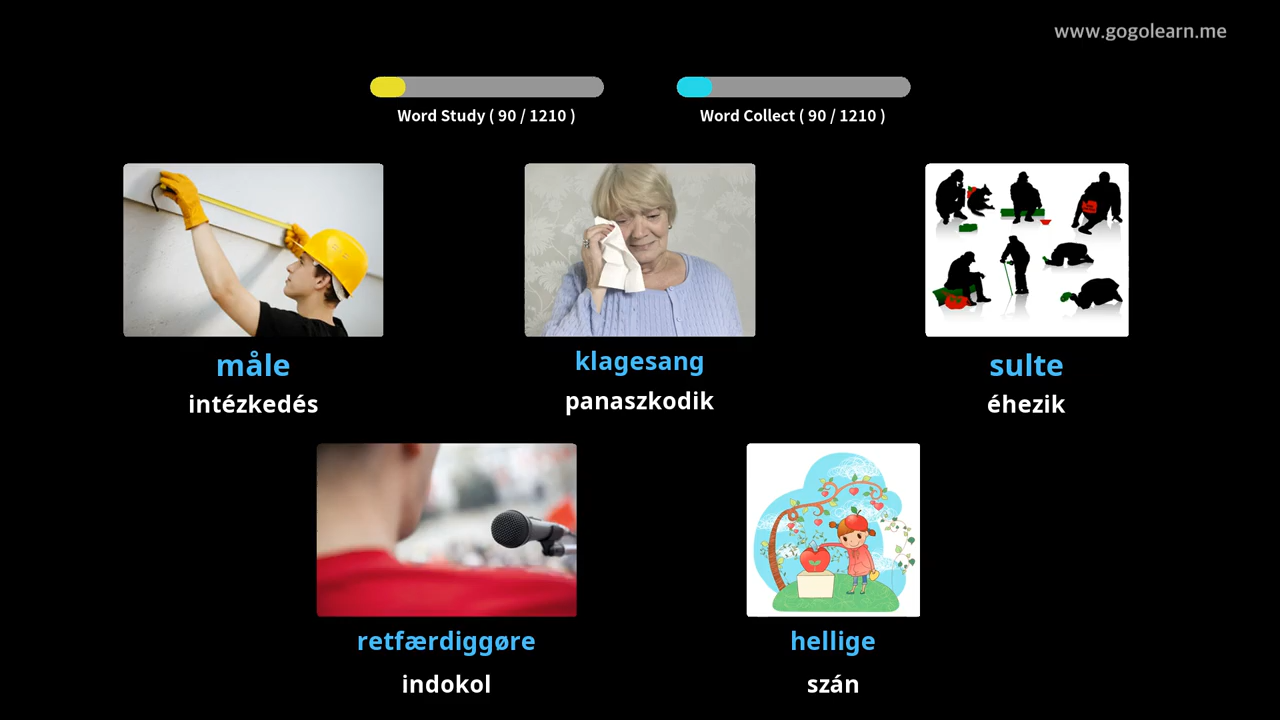 www.gogolearn.me
Word Study ( 90 / 1210 )
Word Collect ( 90 / 1210 )
måle
intézkedés
klagesang
panaszkodik
sulte
éhezik
retfærdiggøre
indokol
hellige
szán